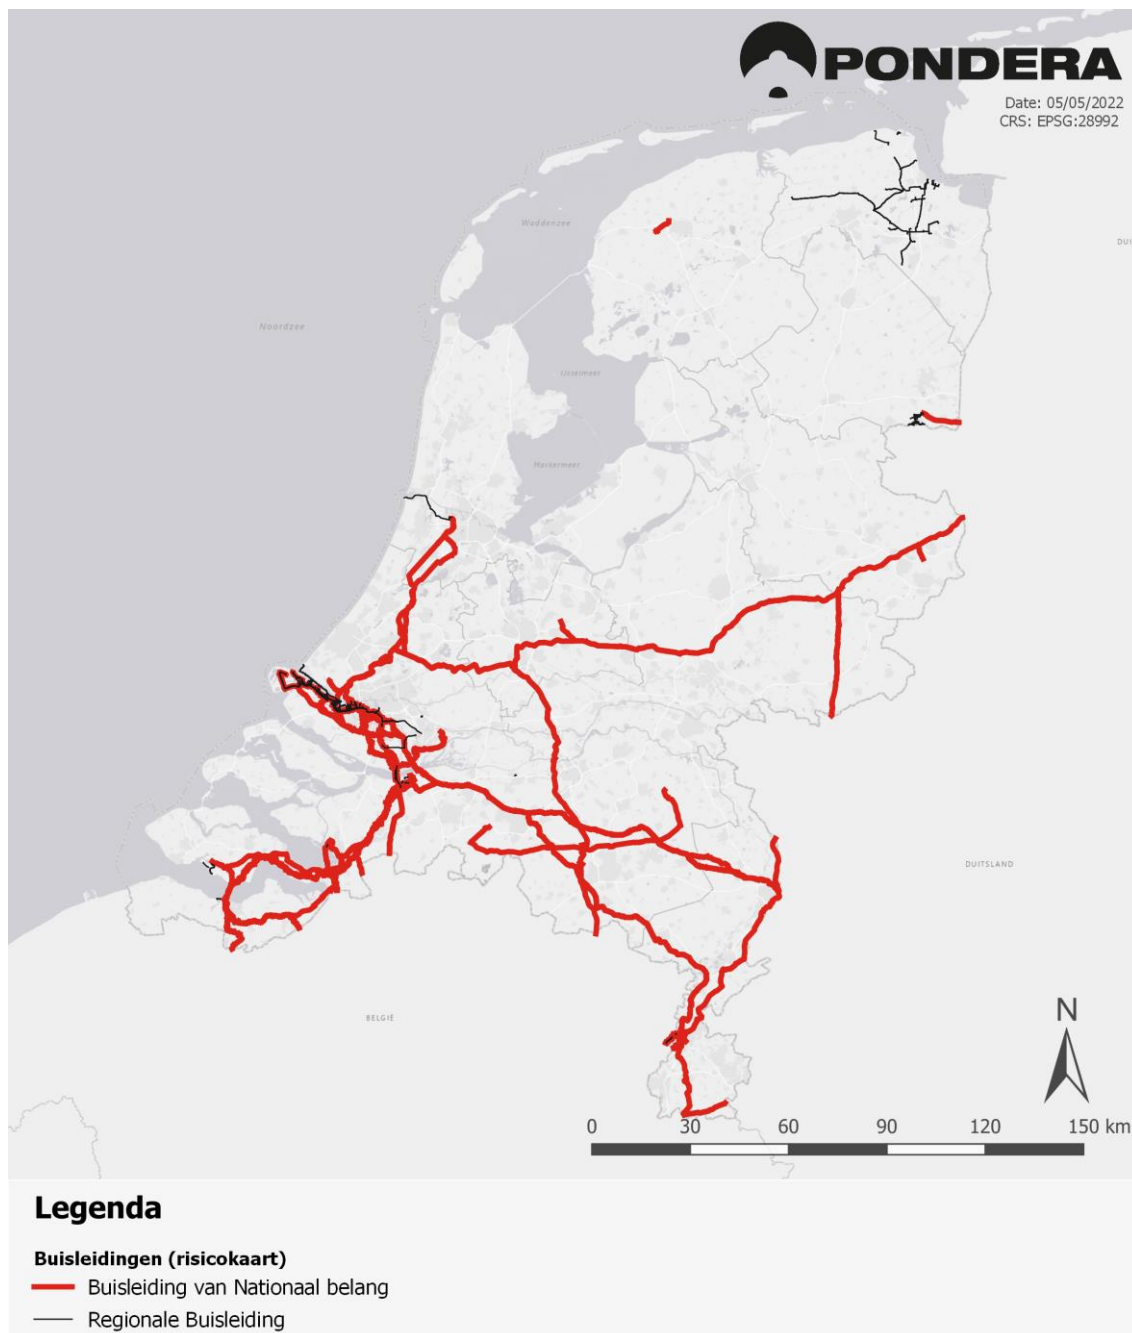 PONDERA
Date: 05/05/2022
CRS: EPSG:28992
Waddenzee
DUI
Noordzee
IJsselmeer
Markermeer
DUITSLAND
BELGIË
N
0 30 60 90 120 150 km
Legenda
Buisleidingen (risicokaart)
Buisleiding van Nationaal belang
Regionale Buisleiding